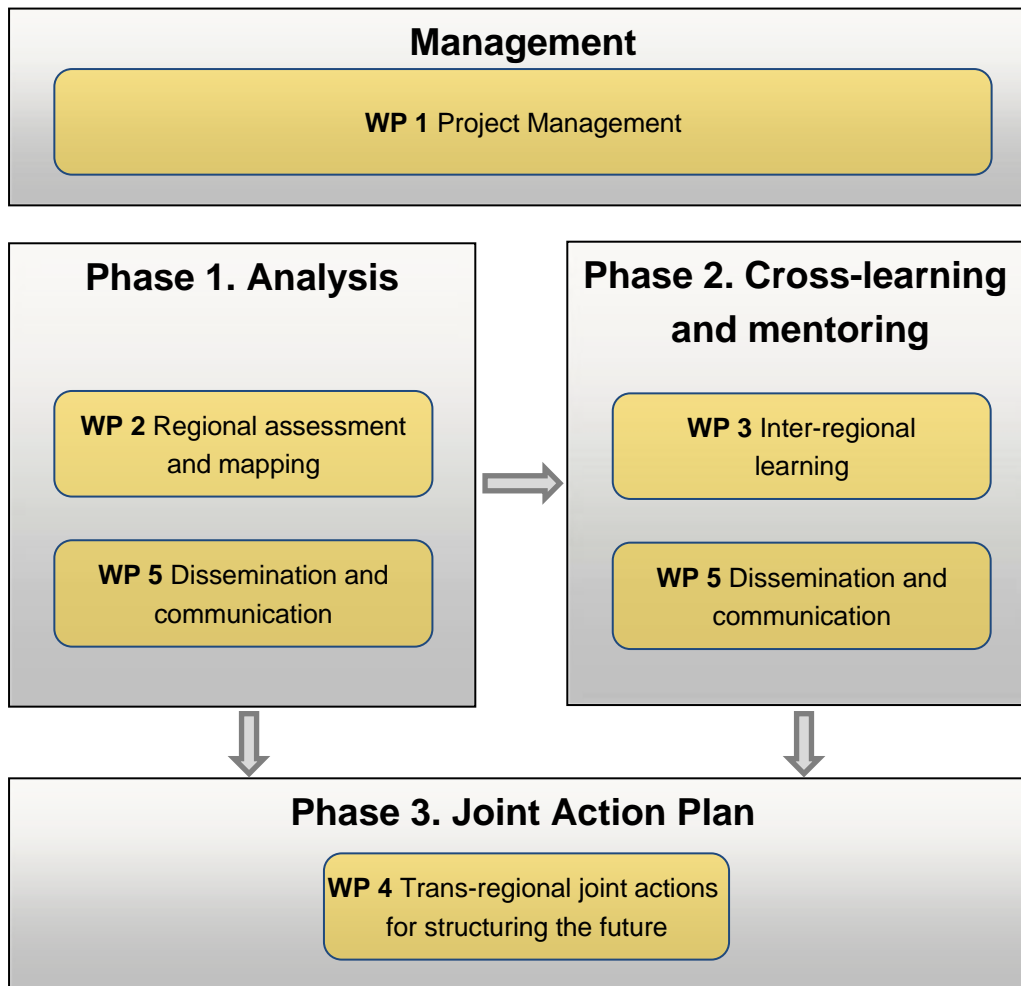 Management
WP 1 Project Management
Phase 1. Analysis
WP 2 Regional assessment
and mapping
WP 5 Dissemination and
communication
Phase 2. Cross-learning
and mentoring
WP 3 Inter-regional
learning
WP 5 Dissemination and
communication
Phase 3. Joint Action Plan
WP 4 Trans-regional joint actions
for structuring the future